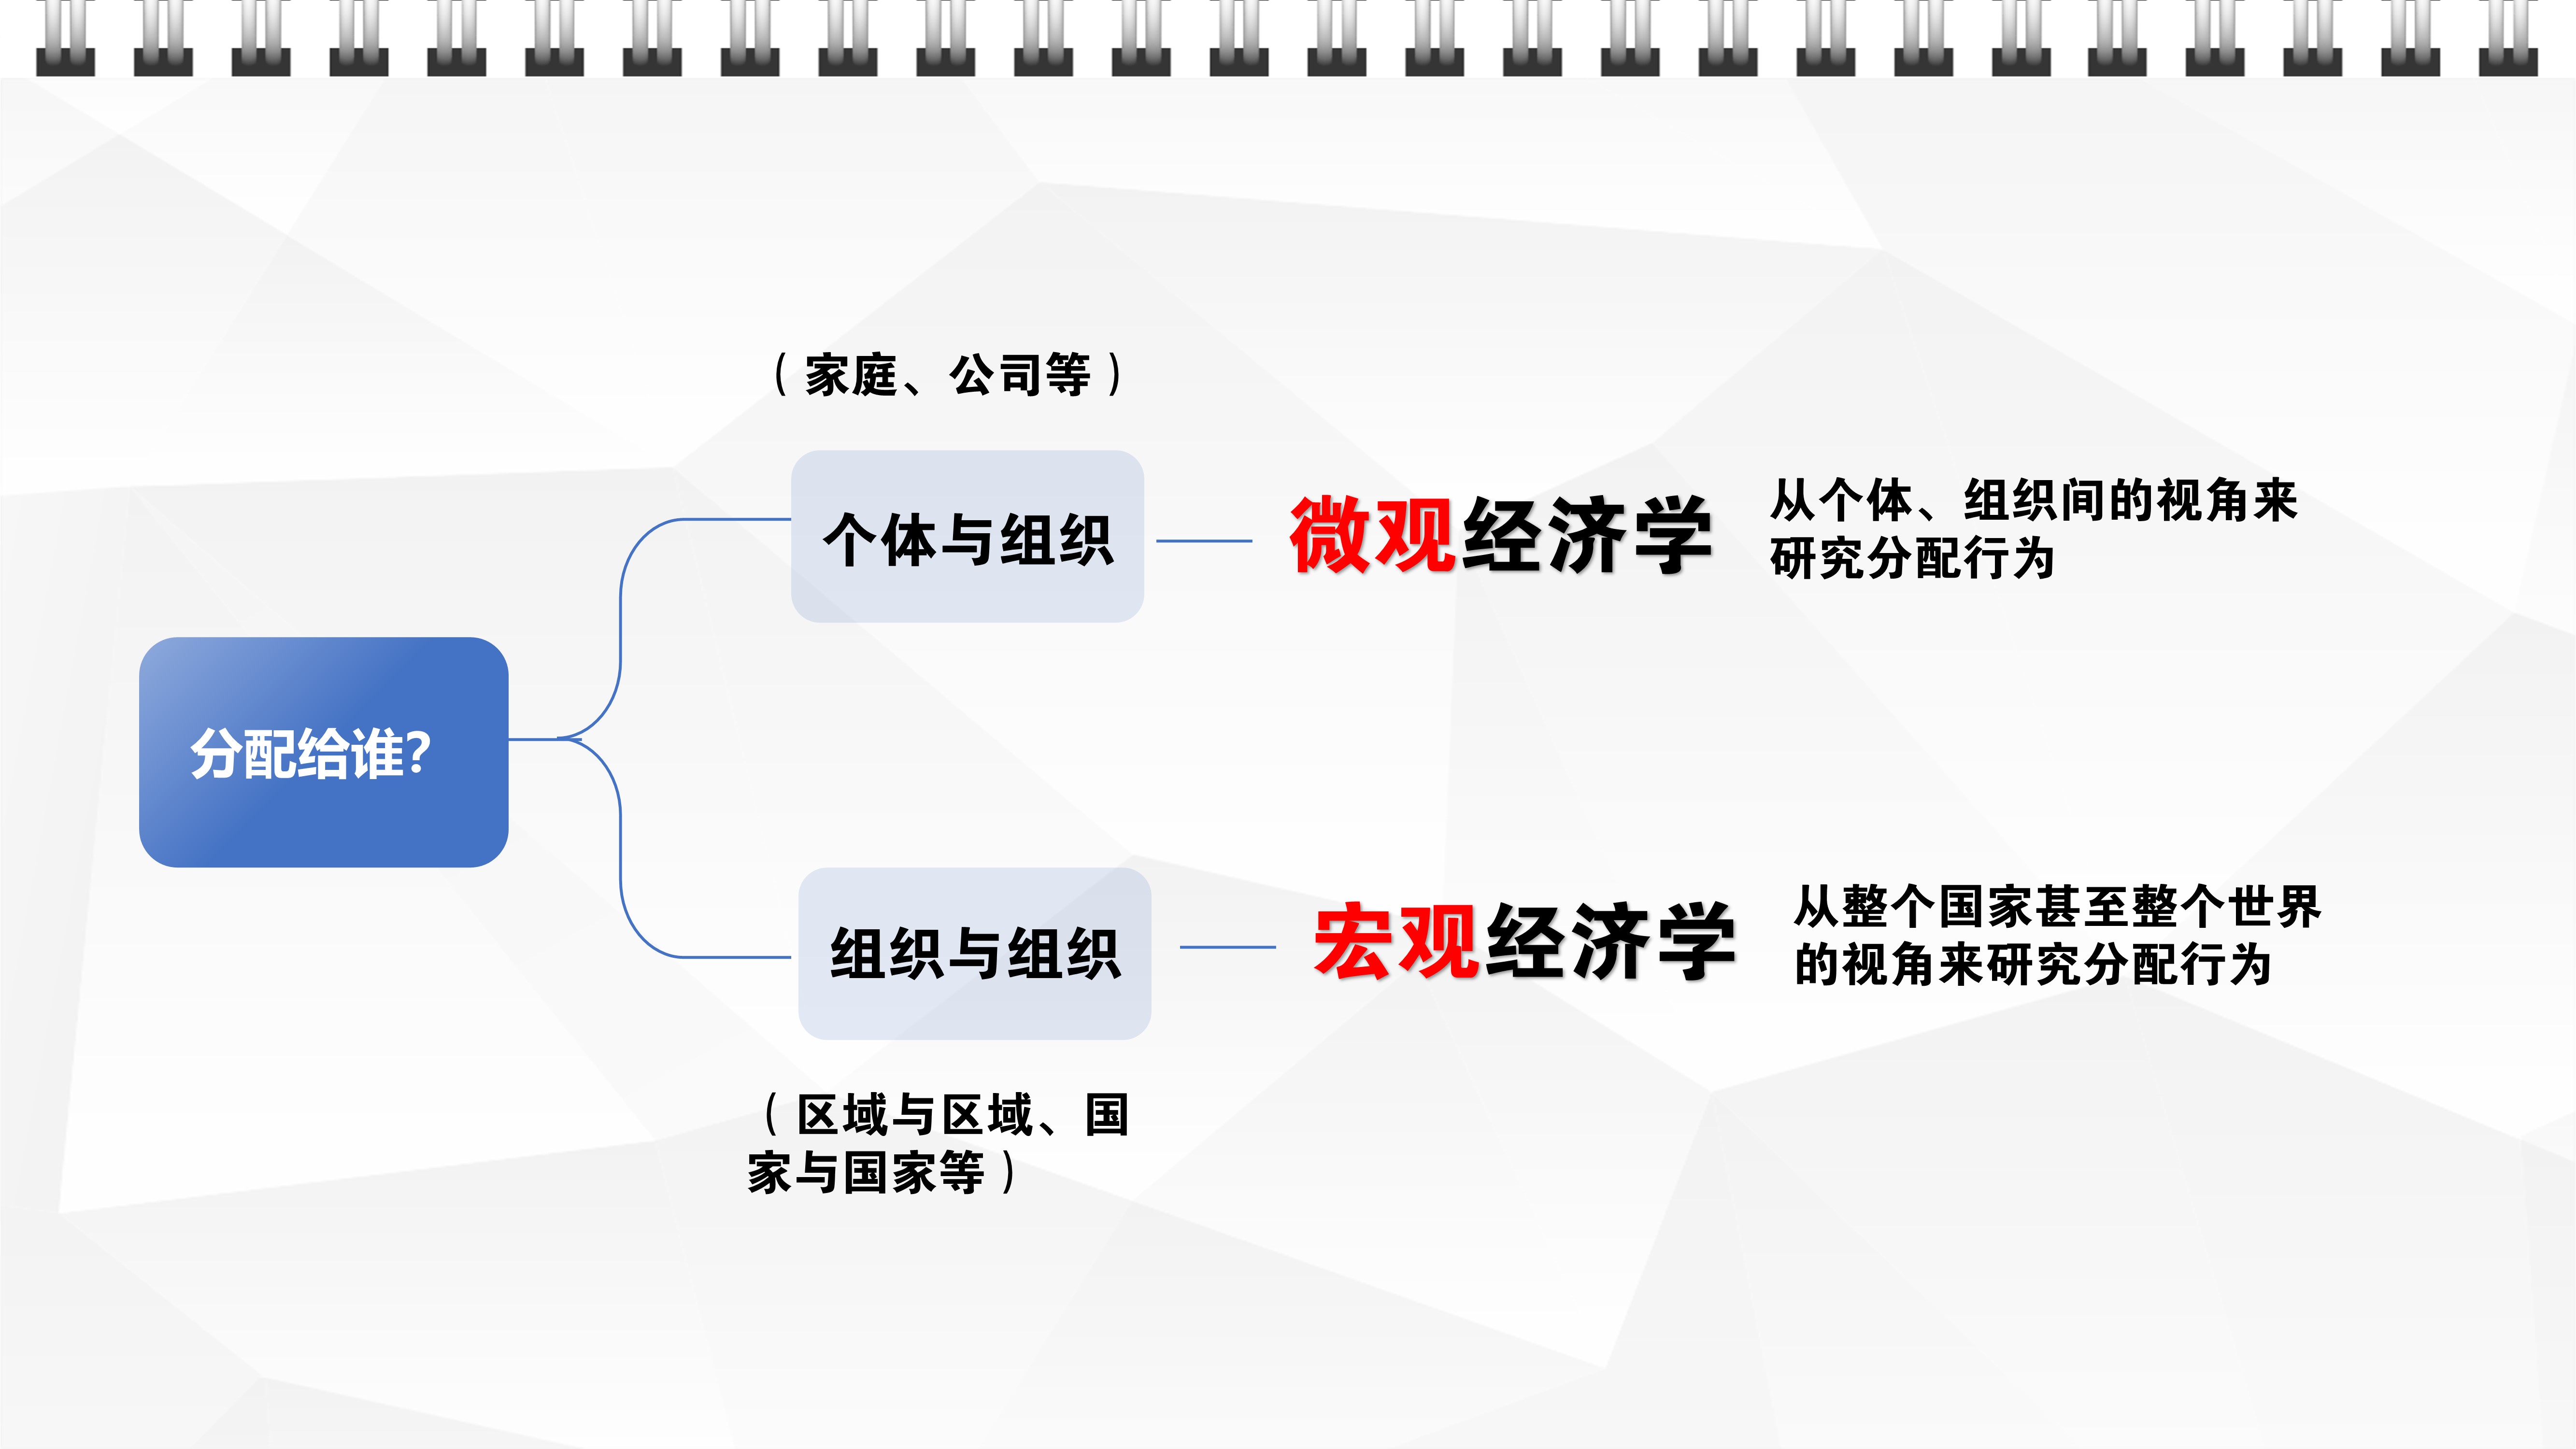 （家庭、公司等）
个体与组织
微观经济学
从个体、组织间的视角来
研究分配行为
分配给谁？
组织与组织
宏观经济学
从整个国家甚至整个世界
的视角来研究分配行为
（区域与区域、国
家与国家等）